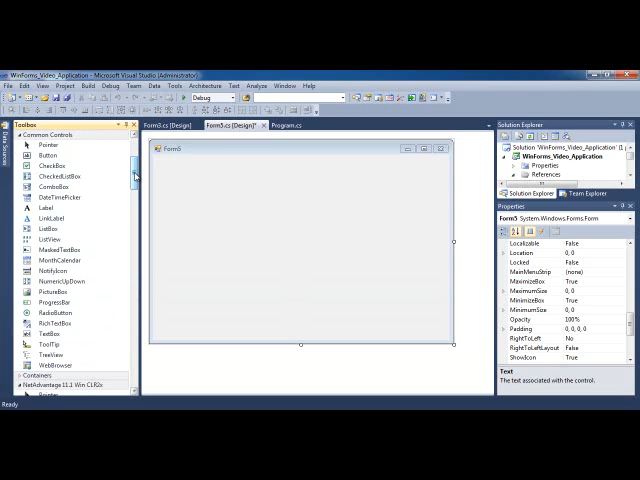 WinForms_Video_Application - Microsoft Visual Studio (Administrator)
File Edit View Project Build Debug Team Data Tools Architecture Test Analyze Window Help
Debug
Toolbox
Form3.cs [Design] Form5.cs [Design]* Program.cs
Solution Explorer
Data Sources
Common Controls
Pointer
Button
CheckBox
CheckedListBox
ComboBox
DateTimePicker
Label
LinkLabel
ListBox
ListView
MaskedTextBox
MonthCalendar
NotifyIcon
NumericUpDown
PictureBox
ProgressBar
RadioButton
RichTextBox
TextBox
ToolTip
TreeView
WebBrowser
Containers
NetAdvantage 11.1 Win CLR2x
Pointer
Form5
Solution 'WinForms_Video_Application' (1 p
WinForms_Video_Application
Properties
References
Solution Explorer Team Explorer
Properties
Form5 System.Windows.Forms.Form
Localizable False
Location 0, 0
Locked False
MainMenuStrip (none)
MaximizeBox True
MaximumSize 0, 0
MinimizeBox True
MinimumSize 0, 0
Opacity 100%
Padding 0, 0, 0, 0
RightToLeft No
RightToLeftLayout False
ShowIcon True
Text
The text associated with the control.
Ready